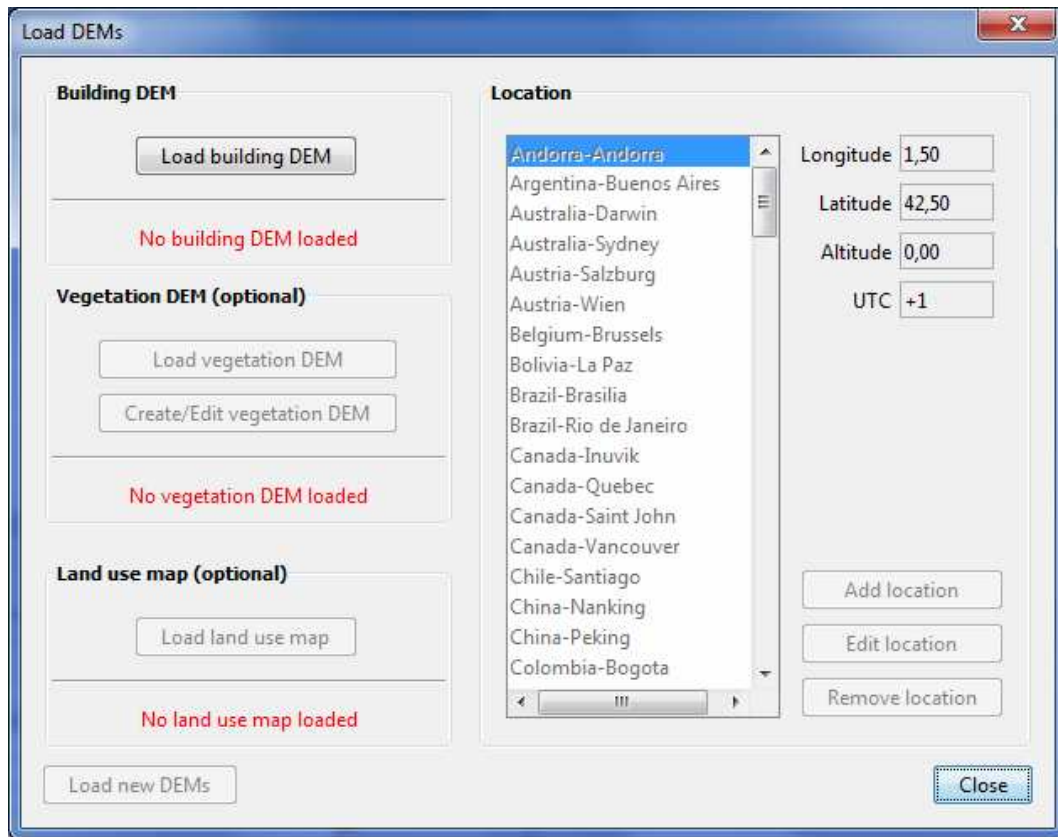 Load DEMs
Building DEM
Load building DEM
No building DEM loaded
Vegetation DEM (optional)
Load vegetation DEM
Create/Edit vegetation DEM
No vegetation DEM loaded
Land use map (optional)
Load land use map
No land use map loaded
Load new DEMs
Location
Andorra-Andorra
Argentina-Buenos Aires
Australia-Darwin
Australia-Sydney
Austria-Salzburg
Austria-Wien
Belgium-Brussels
Bolivia-La Paz
Brazil-Brasilia
Brazil-Rio de Janeiro
Canada-Inuvik
Canada-Quebec
Canada-Saint John
Canada-Vancouver
Chile-Santiago
China-Nanking
China-Peking
Colombia-Bogota
Longitude 1,50
Latitude 42,50
Altitude 0,00
UTC +1
Add location
Edit location
Remove location
Close